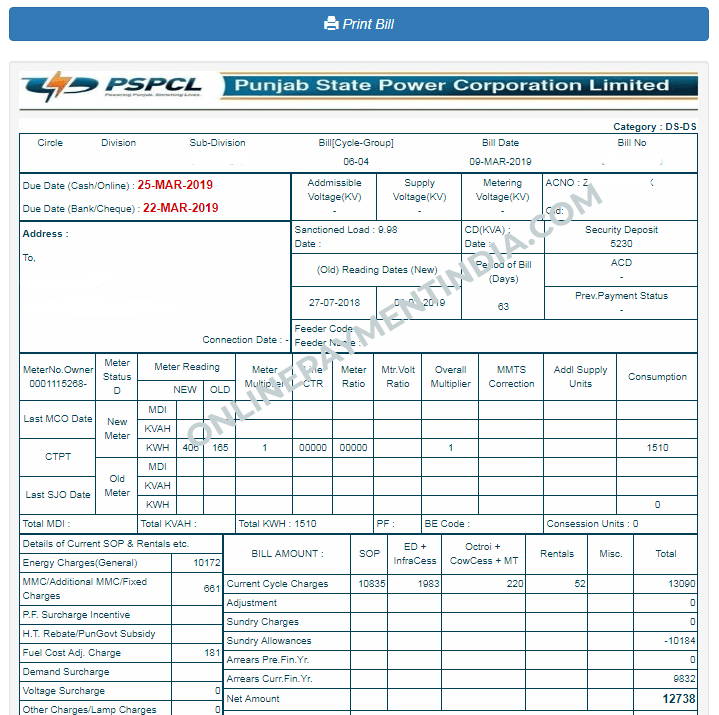 Print Bill
PSPCL Punjab State Power Corporation Limited
Powering Punjab, Enriching Lives.
Category : DS-DS
Circle Division Sub-Division Bill[Cycle-Group] Bill Date Bill No
06-04 09-MAR-2019
Due Date (Cash/Online) : 25-MAR-2019
Due Date (Bank/Cheque) : 22-MAR-2019
Addmissible Voltage(KV) Supply Voltage(KV) Metering Voltage(KV) ACNO : Z
- - - Old:
Address :
To,
Connection Date : -
Sanctioned Load : 9.98 CD(KVA) : Security Deposit
Date : Date : 5230
(Old) Reading Dates (New) Period of Bill (Days) ACD
-
27-07-2018 2019 63 Prev.Payment Status
-
Feeder Code
Feeder Name :
MeterNo.Owner Meter Status Meter Reading Meter Multiplier Line CTR Meter Ratio Mtr.Volt Ratio Overall Multiplier MMTS Correction Addl Supply Units Consumption
0001115268- D NEW OLD
Last MCO Date New Meter MDI
KVAH
CTPT KWH 406 165 1 00000 00000 1 1510
Old Meter MDI
Last SJO Date KVAH
KWH 0
Total MDI : Total KVAH : Total KWH : 1510 PF : BE Code : Consession Units : 0
Details of Current SOP & Rentals etc.
Energy Charges(General) 10172
MMC/Additional MMC/Fixed Charges 661
P.F. Surcharge Incentive
H.T. Rebate/PunGovt Subsidy
Fuel Cost Adj. Charge 181
Demand Surcharge
Voltage Surcharge 0
Other Charges/Lamp Charges 0
BILL AMOUNT : SOP ED + InfraCess Octroi + CowCess + MT Rentals Misc. Total
Current Cycle Charges 10835 1983 220 52 13090
Adjustment 0
Sundry Charges 0
Sundry Allowances -10184
Arrears Pre.Fin.Yr. 0
Arrears Curr.Fin.Yr. 9832
Net Amount 12738
ONLINEPAYMENTINDIA.COM